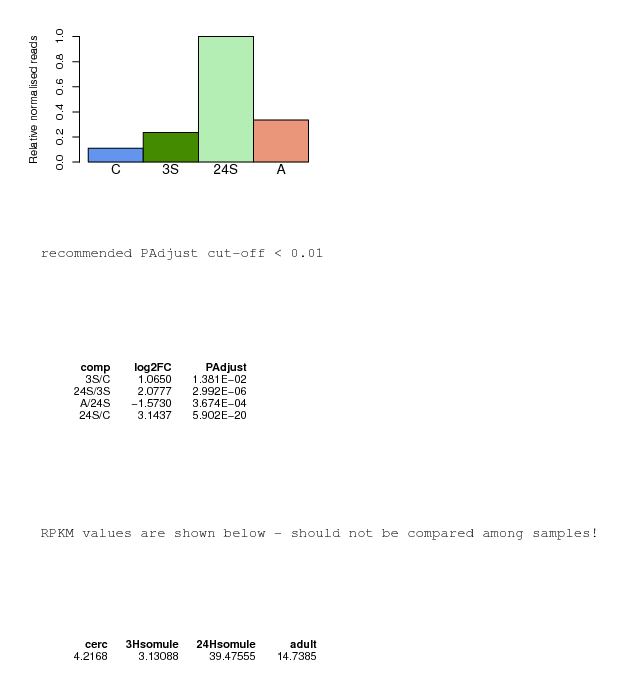 Relative normalised reads
1.0
0.8
0.6
0.4
0.2
0.0
C 3S 24S A
recommended PAdjust cut-off < 0.01
comp log2FC PAdjust
3S/C 1.0650 1.381E-02
24S/3S 2.0777 2.992E-06
A/24S -1.5730 3.674E-04
24S/C 3.1437 5.902E-20
RPKM values are shown below - should not be compared among samples!
cerc 3Hsomule 24Hsomule adult
4.2168 3.13088 39.47555 14.7385